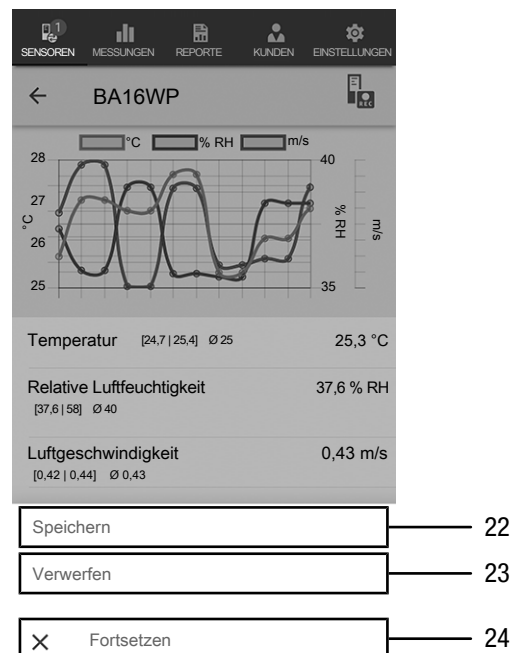 1
SENSOREN MESSUNGEN REPORTE KUNDEN EINSTELLUNGEN
BA16WP
REC
°C % RH m/s
28 40
27
°C % RH m/s
26
25 35
Temperatur [24,7 | 25,4] Ø 25 25,3 °C
Relative Luftfeuchtigkeit 37,6 % RH
[37,6 | 58] Ø 40
Luftgeschwindigkeit 0,43 m/s
[0,42 | 0,44] Ø 0,43
Speichern 22
Verwerfen 23
Fortsetzen 24